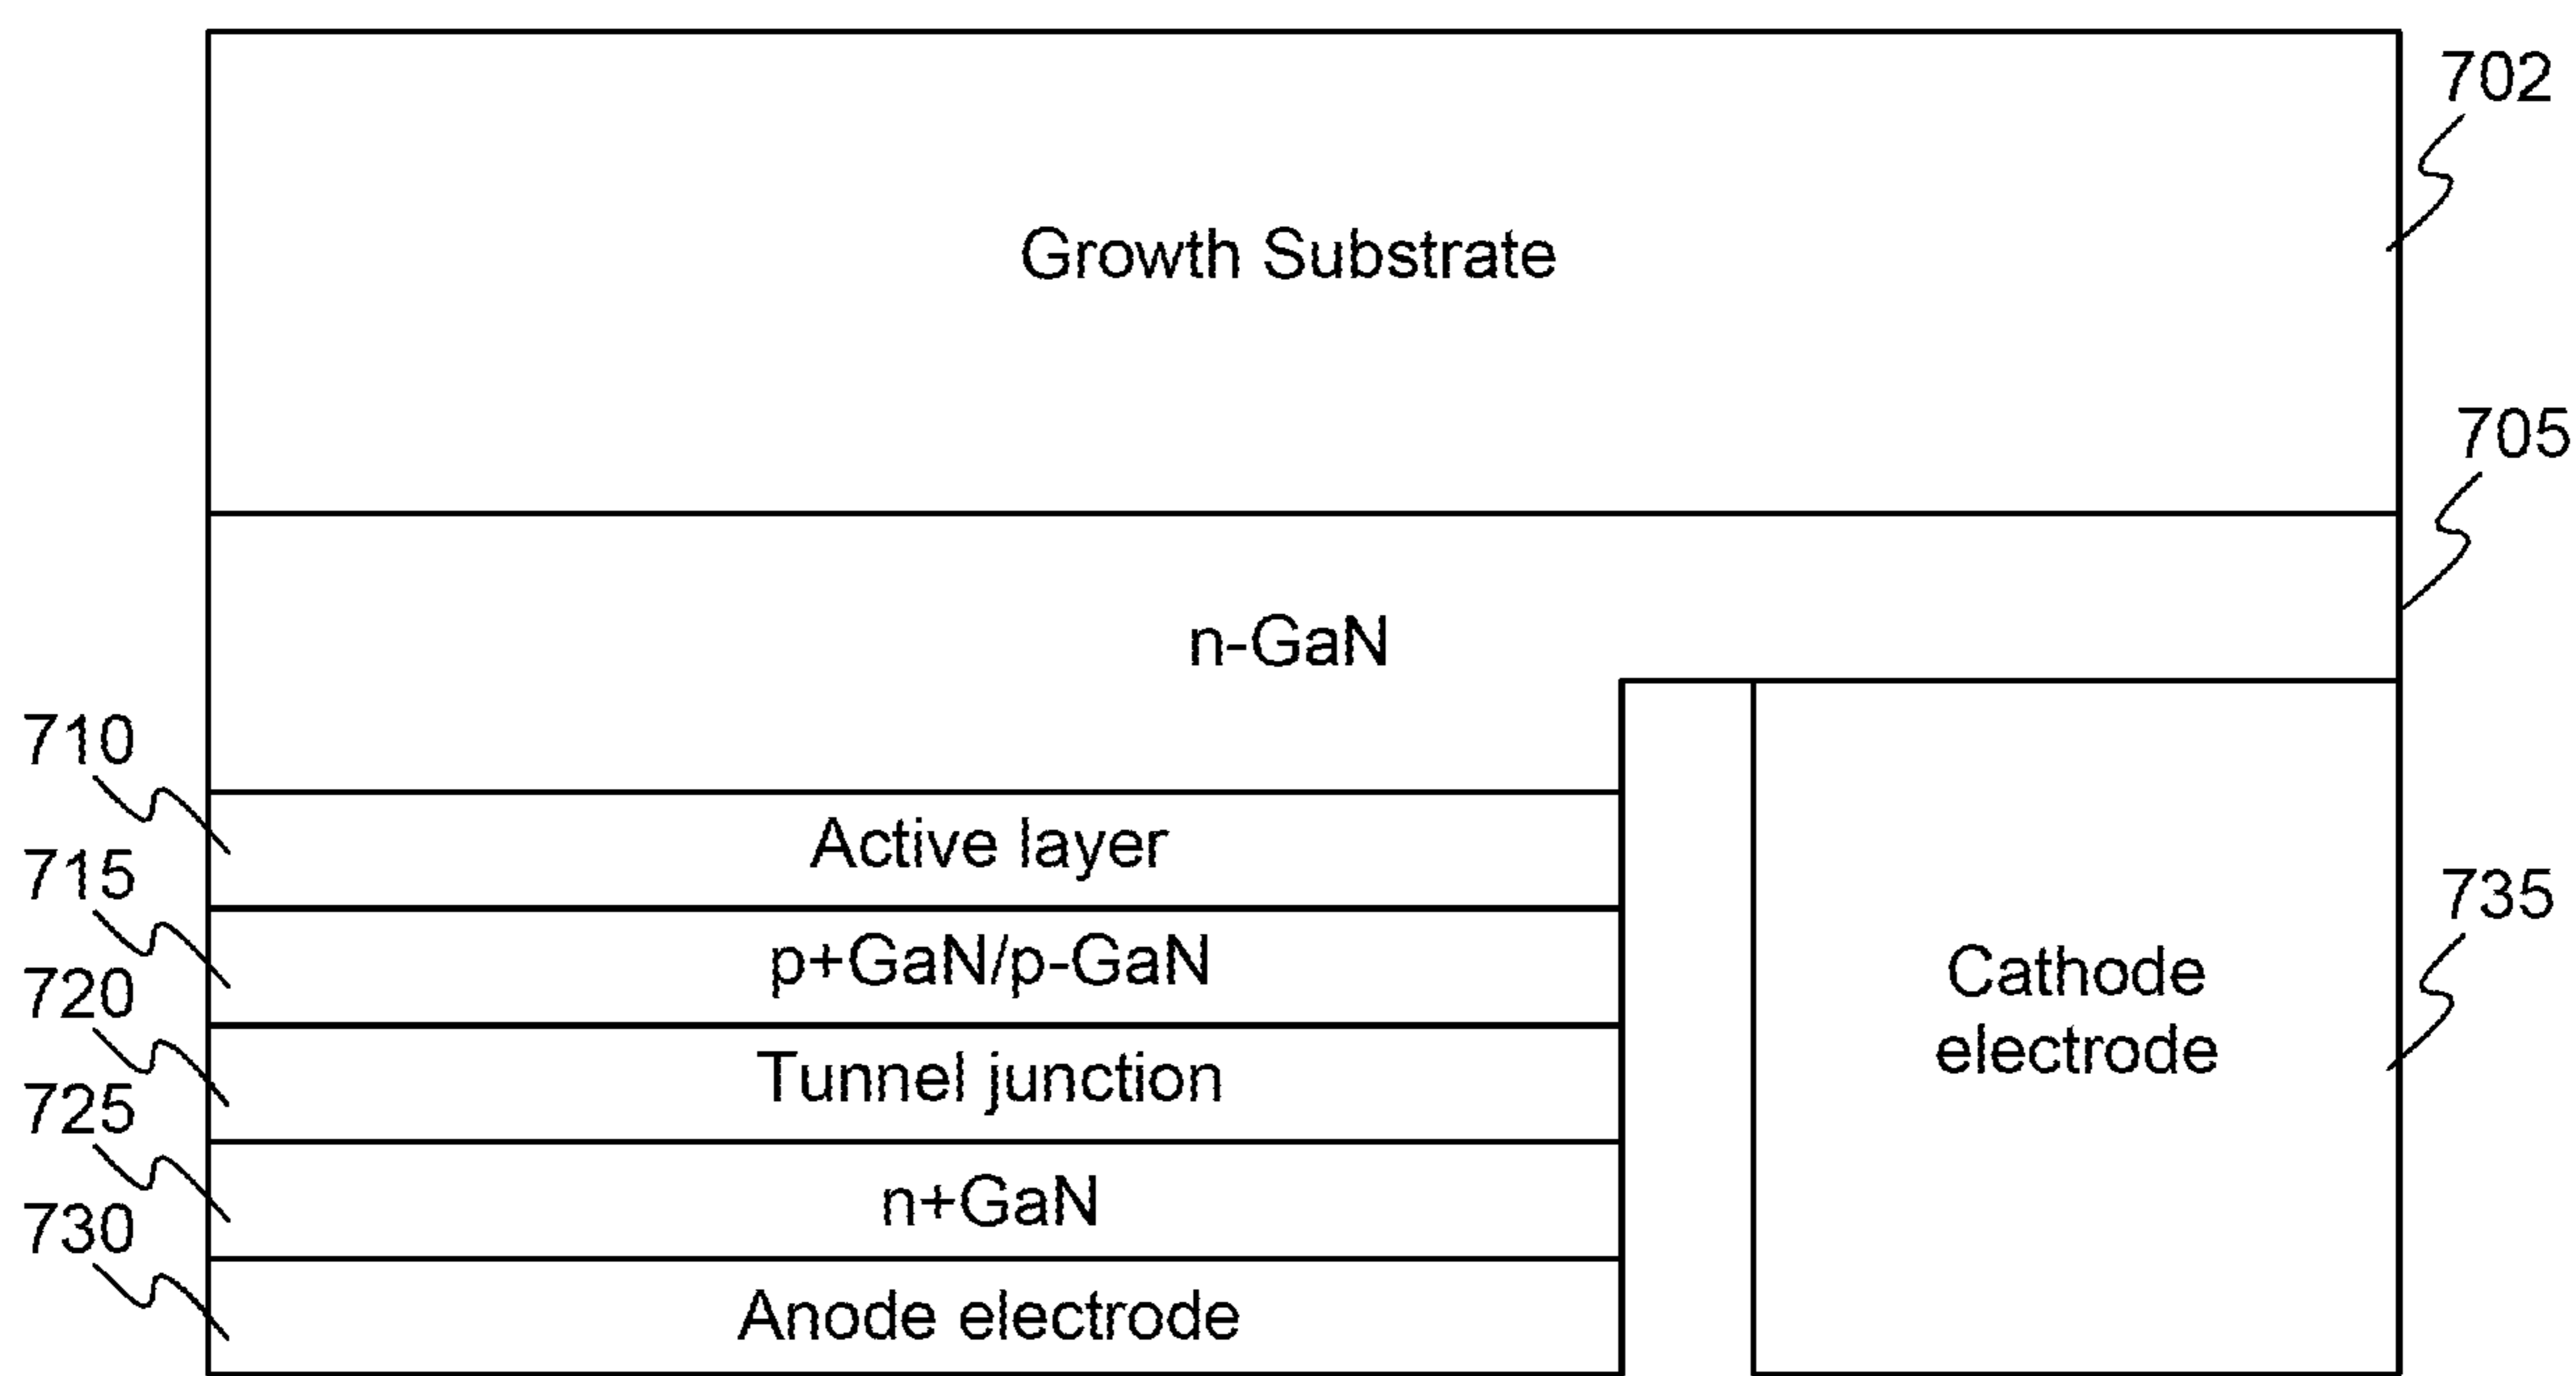 702
Growth Substrate
705
n-GaN
710
Active layer
715
p+GaN/p-GaN
720
Tunnel junction
725
n+GaN
730
Anode electrode
735
Cathode
electrode